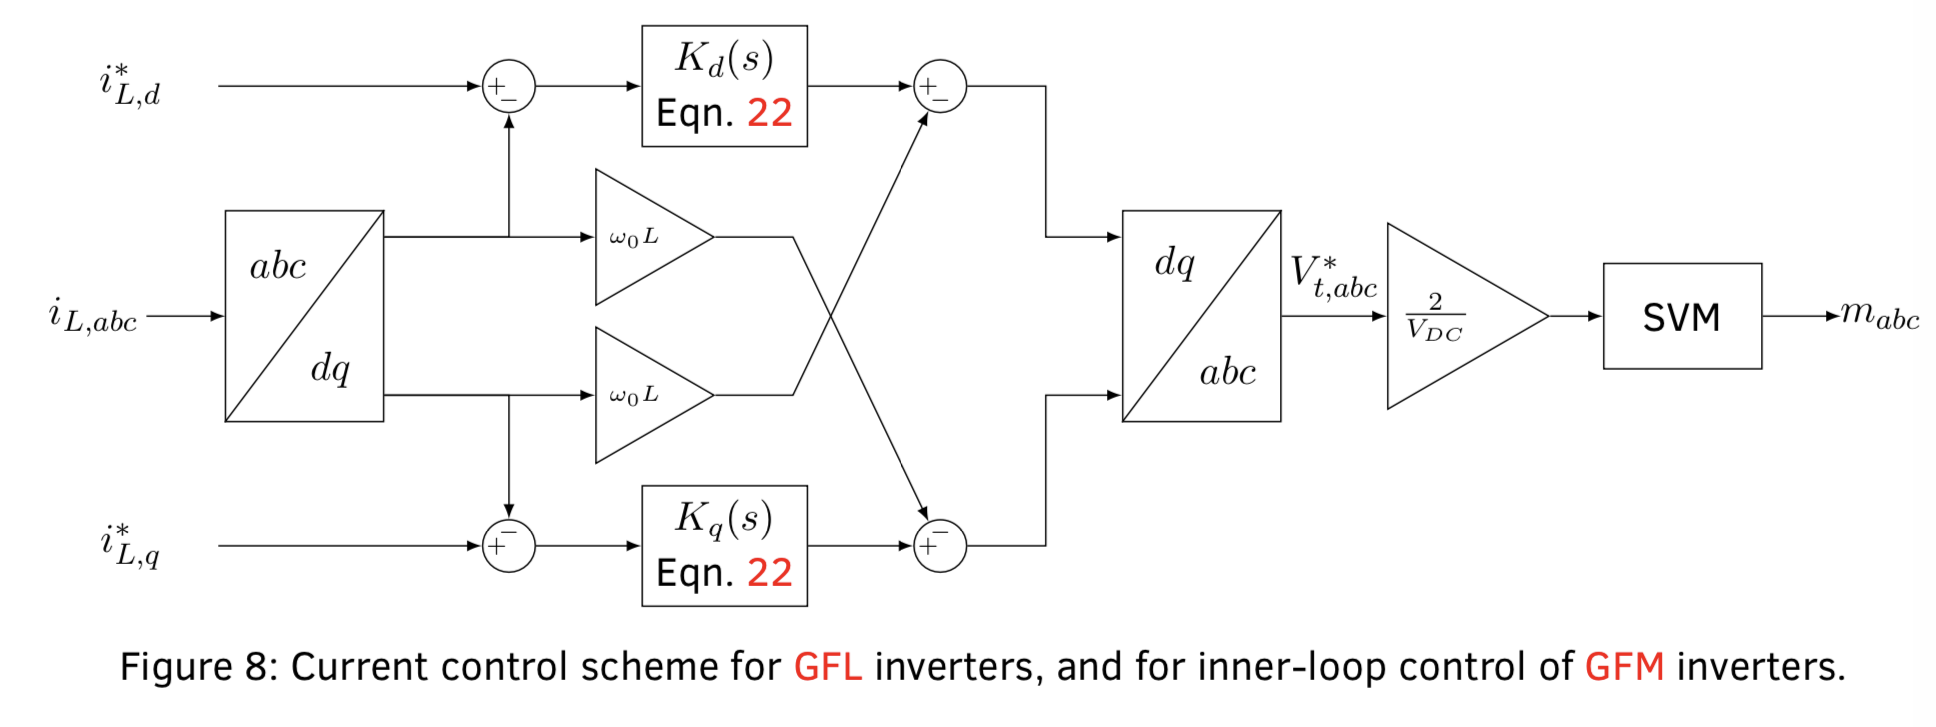 i*L,d
+
−
Kd(s)
Eqn. 22
+
−
abc
dq
ω0L
dq
abc
V*t,abc
2
VDC
SVM
mabc
iL,abc
ω0L
i*L,q
−
+
Kq(s)
Eqn. 22
−
+
Figure 8: Current control scheme for GFL inverters, and for inner-loop control of GFM inverters.